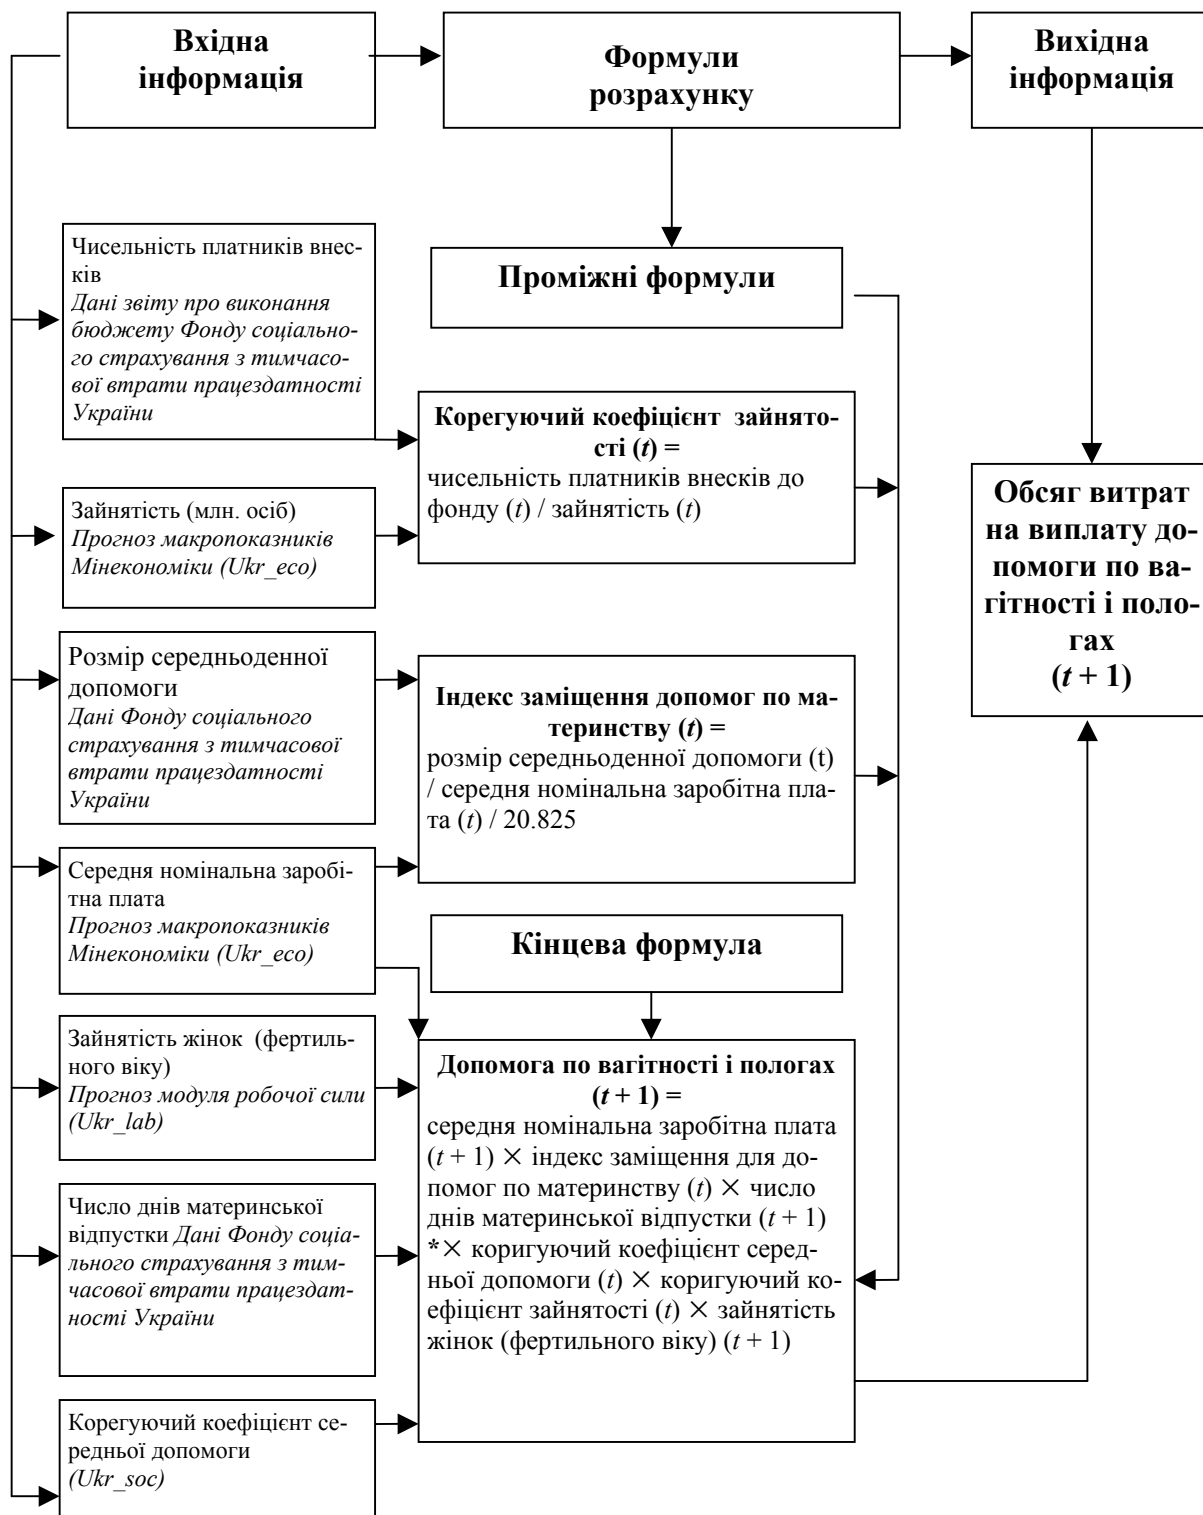 Вхідна
інформація
Формули
розрахунку
Вихідна
інформація
Чисельність платників внес-
ків
Дані звіту про виконання
бюджету Фонду соціально-
го страхування з тимчасо-
вої втрати працездатності
України
Зайнятість (млн. осіб)
Прогноз макропоказників
Мінекономіки (Ukr_eco)
Розмір середньоденної
допомоги
Дані Фонду соціального
страхування з тимчасової
втрати працездатності
України
Середня номінальна заробі-
тна плата
Прогноз макропоказників
Мінекономіки (Ukr_eco)
Зайнятість жінок (фертиль-
ного віку)
Прогноз модуля робочої сили
(Ukr_lab)
Число днів материнської
відпустки Дані Фонду соціа-
льного страхування з тим-
часової втрати працездат-
ності України
Корегуючий коефіцієнт се-
редньої допомоги
(Ukr_soc)
Проміжні формули
Корегуючий коефіцієнт зайнято-
сті (t) =
чисельність платників внесків до
фонду (t) / зайнятість (t)
Індекс заміщення допомог по ма-
теринству (t) =
розмір середньоденної допомоги (t)
/ середня номінальна заробітна пла-
та (t) / 20.825
Кінцева формула
Допомога по вагітності і пологах
(t + 1) =
середня номінальна заробітна плата
(t + 1) × індекс заміщення для до-
помог по материнству (t) × число
днів материнської відпустки (t + 1)
*× коригуючий коефіцієнт серед-
ньої допомоги (t) × коригуючий ко-
ефіцієнт зайнятості (t) × зайнятість
жінок (фертильного віку) (t + 1)
Обсяг витрат
на виплату до-
помоги по ва-
гітності і поло-
гах
(t + 1)